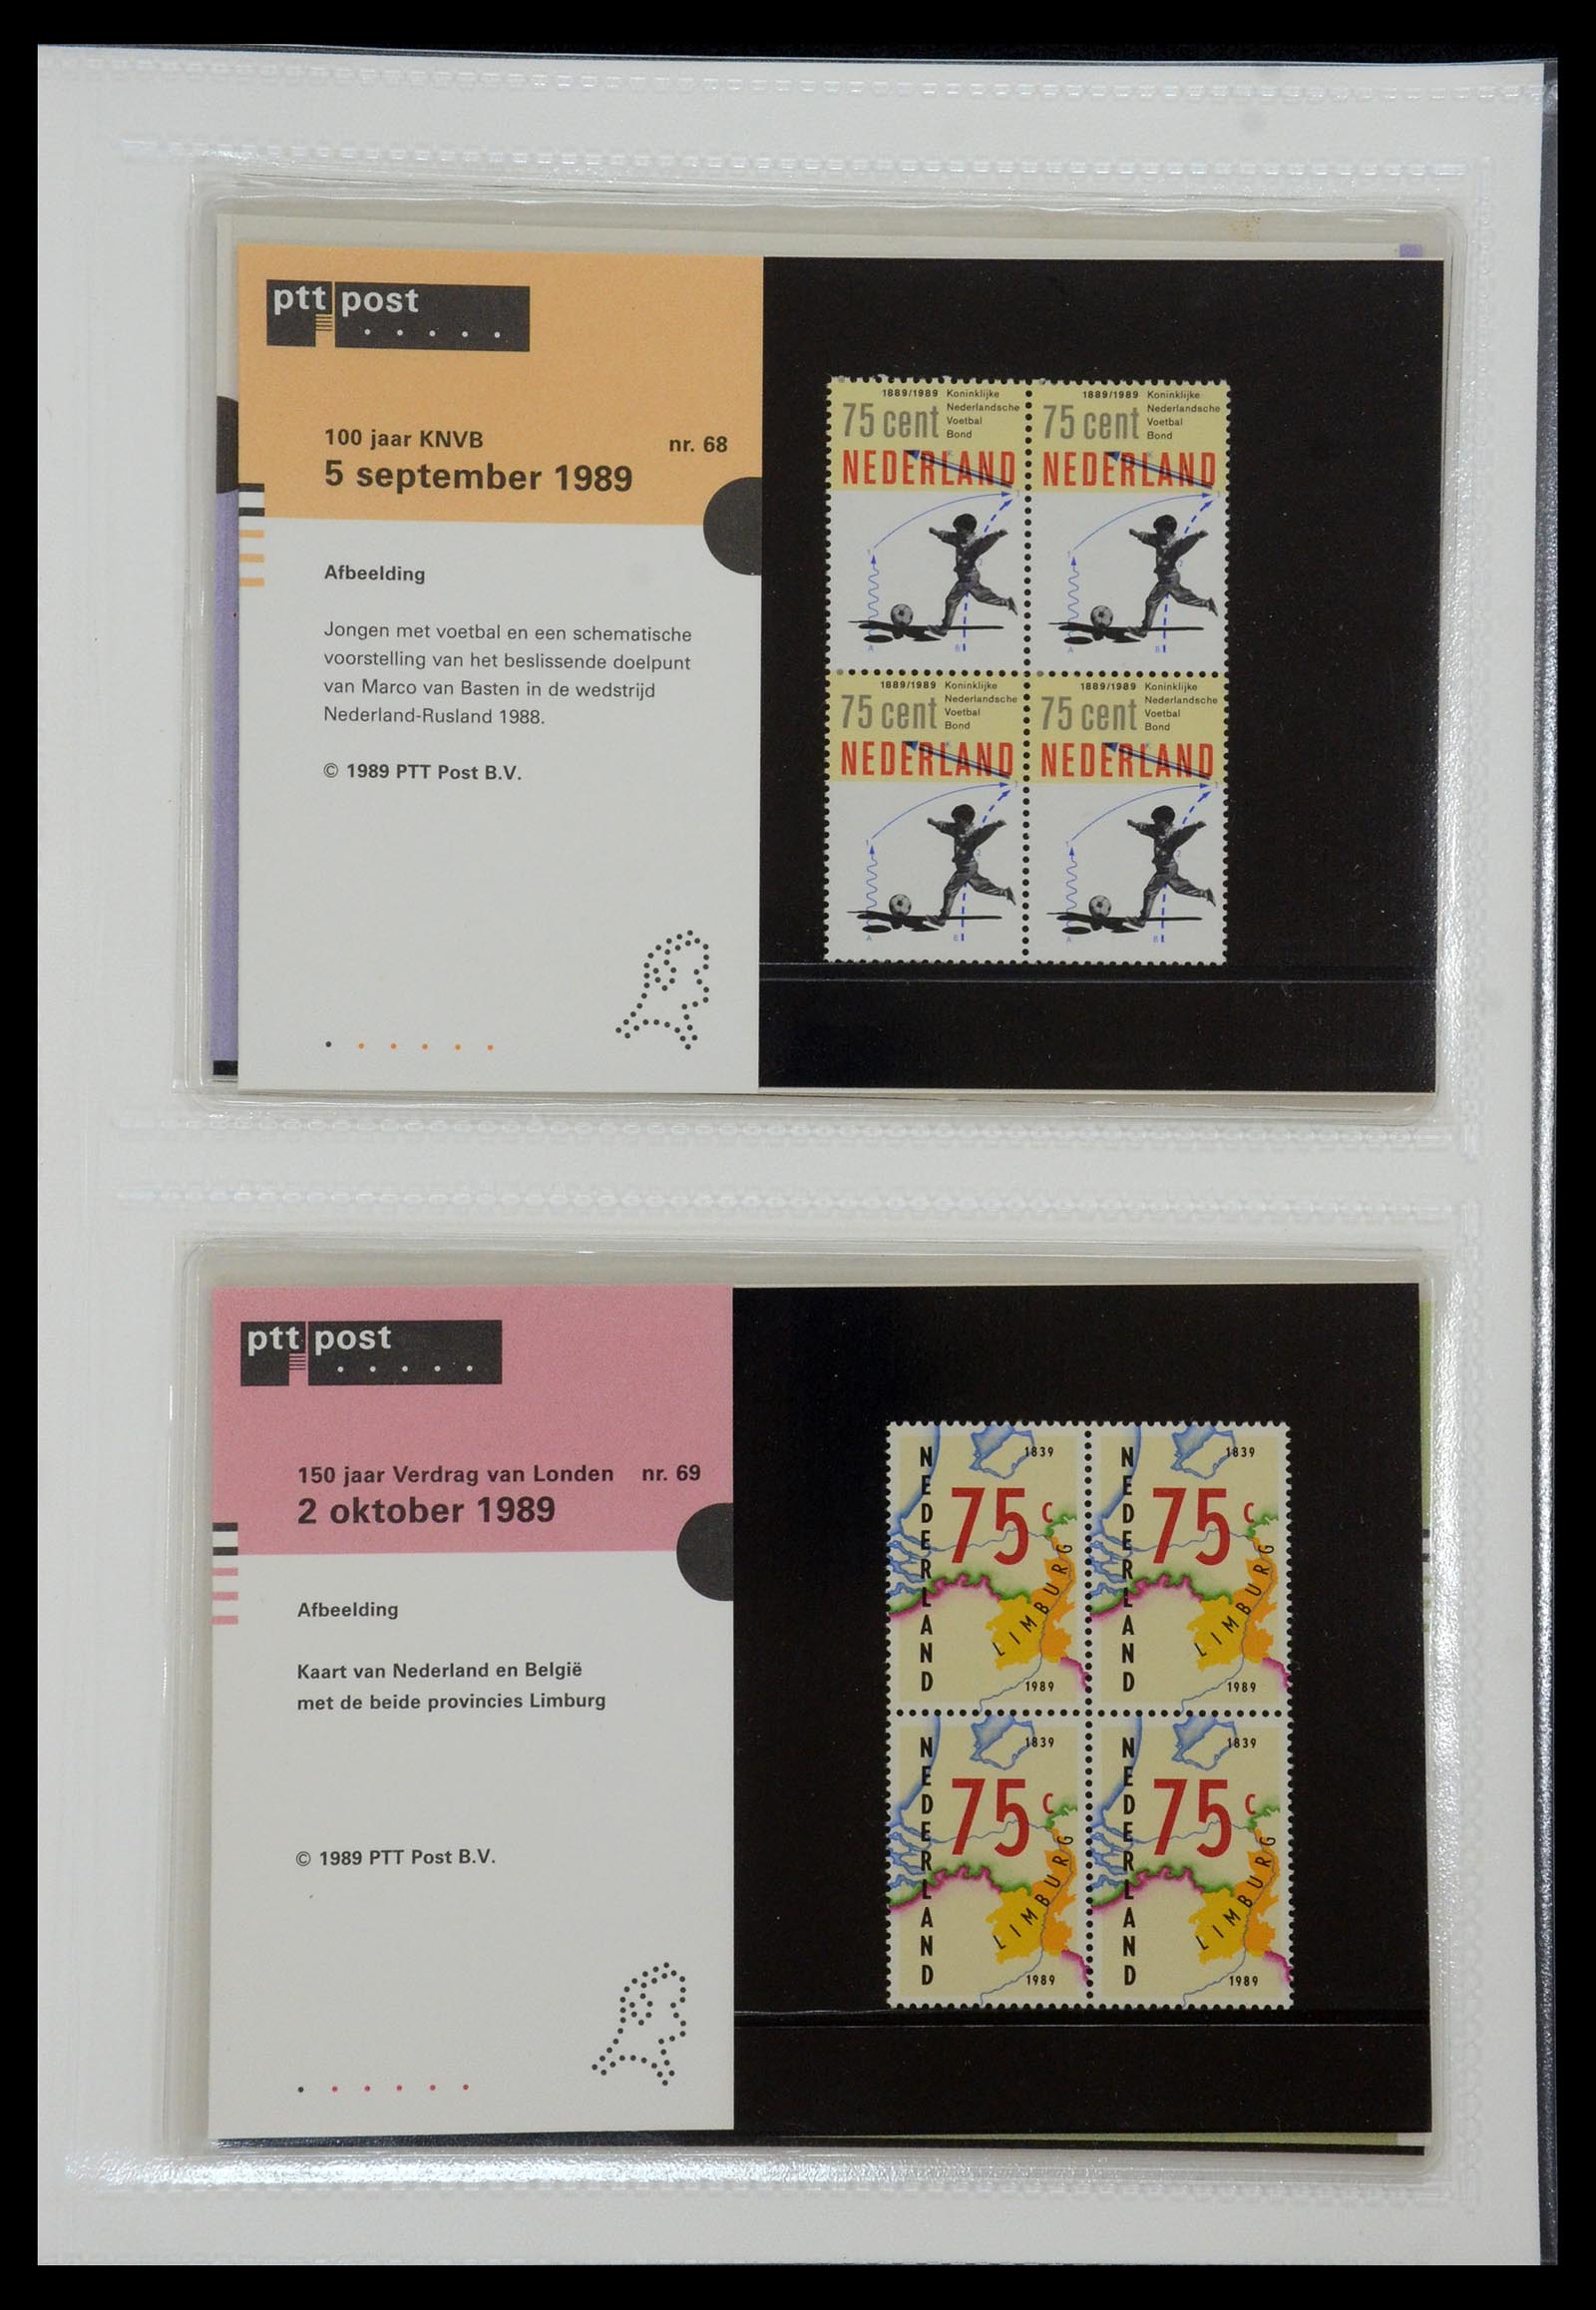 ptt post
100 jaar KNVB nr. 68
5 september 1989
Afbeelding
Jongen met voetbal en een schematische
voorstelling van het beslissende doelpunt
van Marco van Basten in de wedstrijd
Nederland-Rusland 1988.
© 1989 PTT Post B.V.
1889/1989 Koninklijke
Nederlandsche
75 cent Voetbal
Bond
NEDERLAND
A B
1889/1989 Koninklijke
Nederlandsche
75 cent Voetbal
Bond
NEDERLAND
A B
1889/1989 Koninklijke
Nederlandsche
75 cent Voetbal
Bond
NEDERLAND
A B
1889/1989 Koninklijke
Nederlandsche
75 cent Voetbal
Bond
NEDERLAND
A B
ptt post
150 jaar Verdrag van Londen nr. 69
2 oktober 1989
Afbeelding
Kaart van Nederland en België
met de beide provincies Limburg
© 1989 PTT Post B.V.
NEDERLAND
1839
75 c
LIMBURG
1989
NEDERLAND
1839
75 c
LIMBURG
1989
NEDERLAND
1839
75 c
LIMBURG
1989
NEDERLAND
1839
75 c
LIMBURG
1989